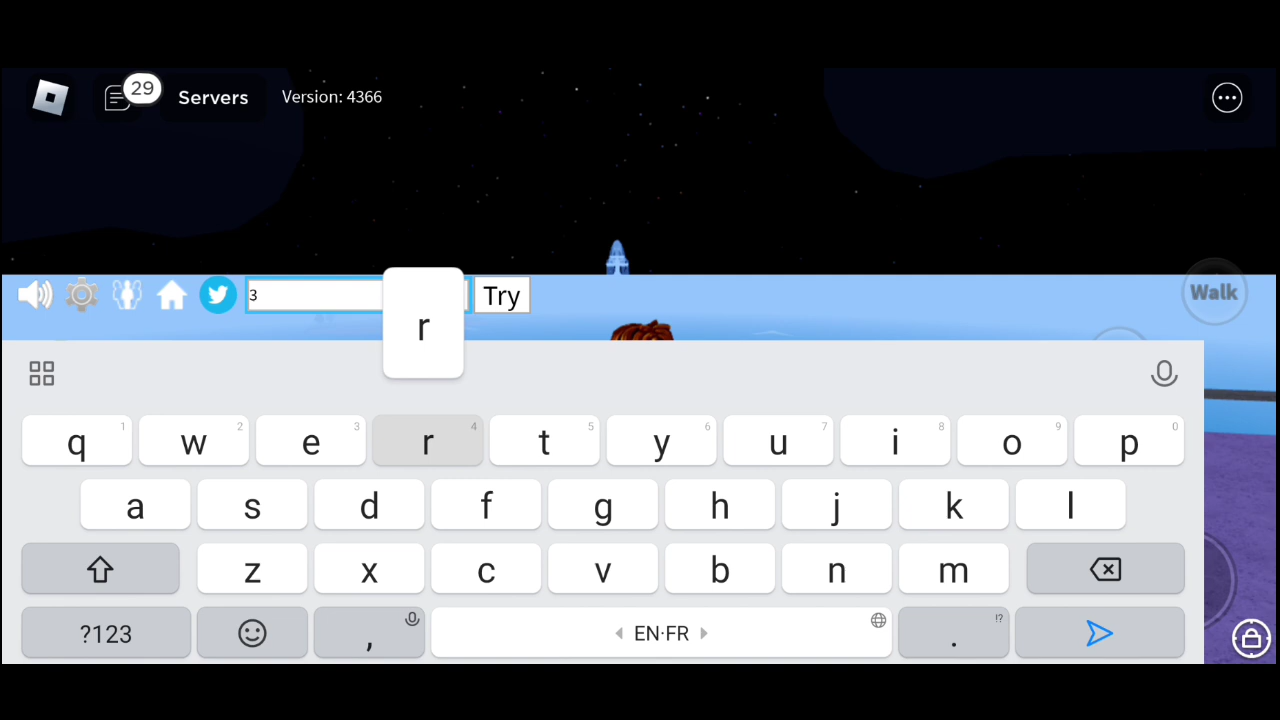 29
Servers
Version: 4366
Walk
3
Try
r
q 1 w 2 e 3 r 4 t 5 y 6 u 7 i 8 o 9 p 0
a s d f g h j k l
z x c v b n m
?123 , EN·FR . !?